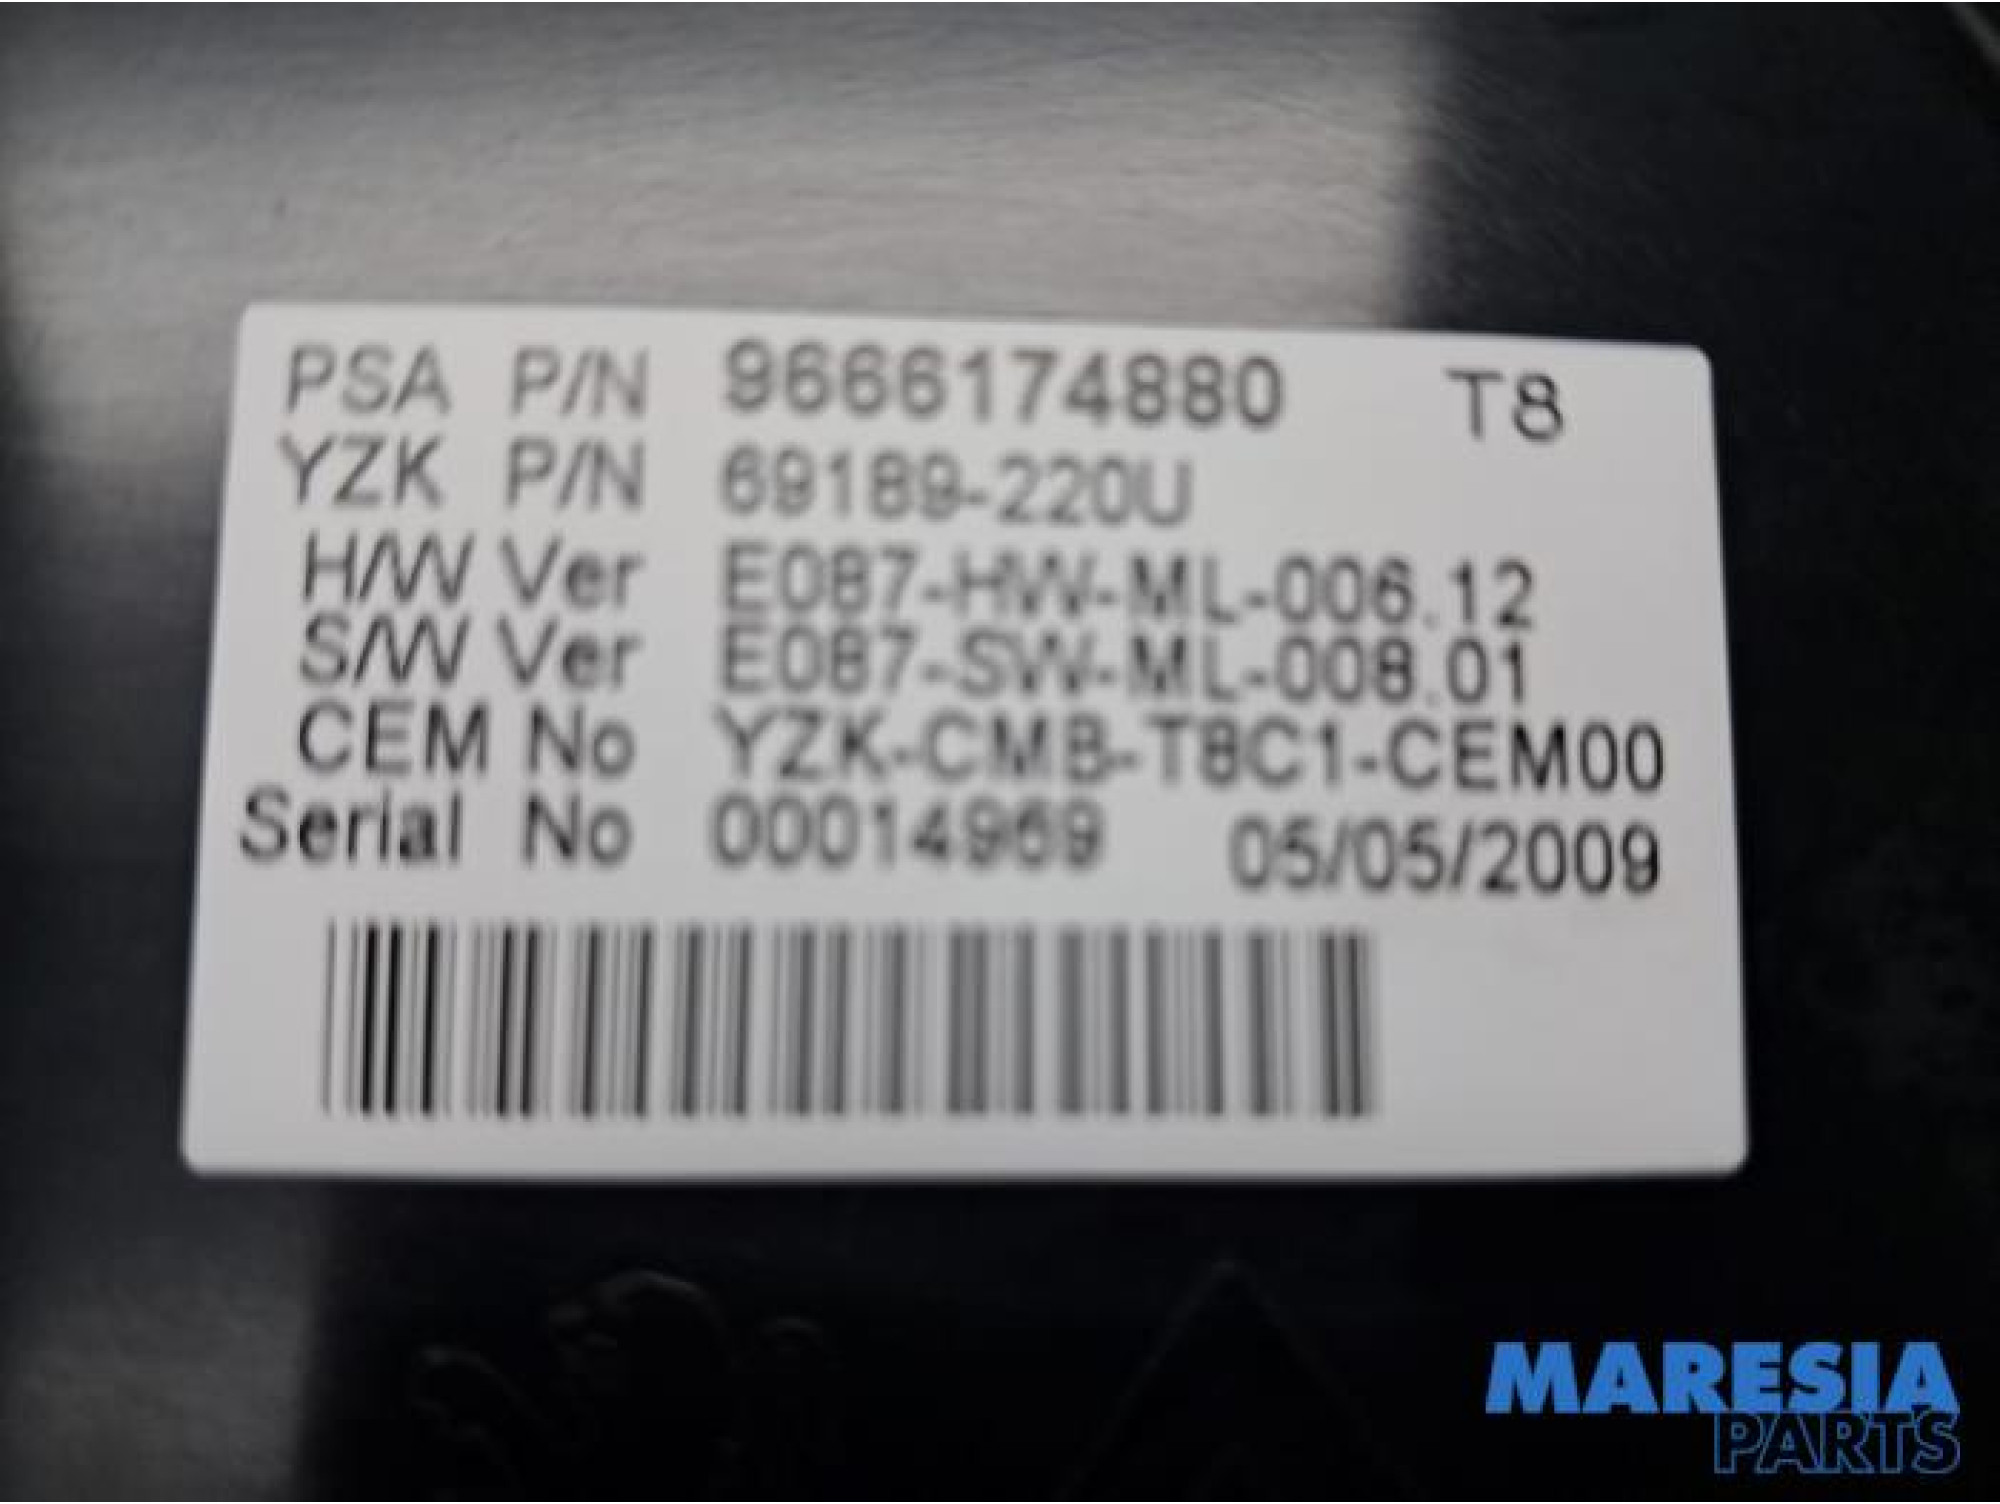 PSA P/N 9666174880 T8
YZK P/N 69189-220U
H/W Ver E087-HW-ML-006.12
S/W Ver E087-SW-ML-008.01
CEM No YZK-CMB-T8C1-CEM00
Serial No 00014969 05/05/2009
MARESIA
PARTS